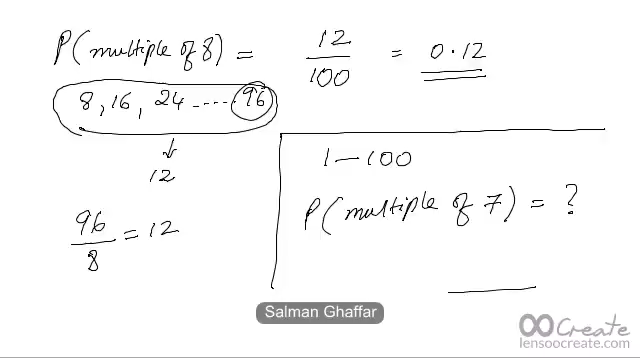 P(multiple of 8) = 12/100 = 0.12
8, 16, 24 ..... 96
12
96/8 = 12
1 — 100
P(multiple of 7) = ?
Salman Ghaffar
Create
lensoocreate.com